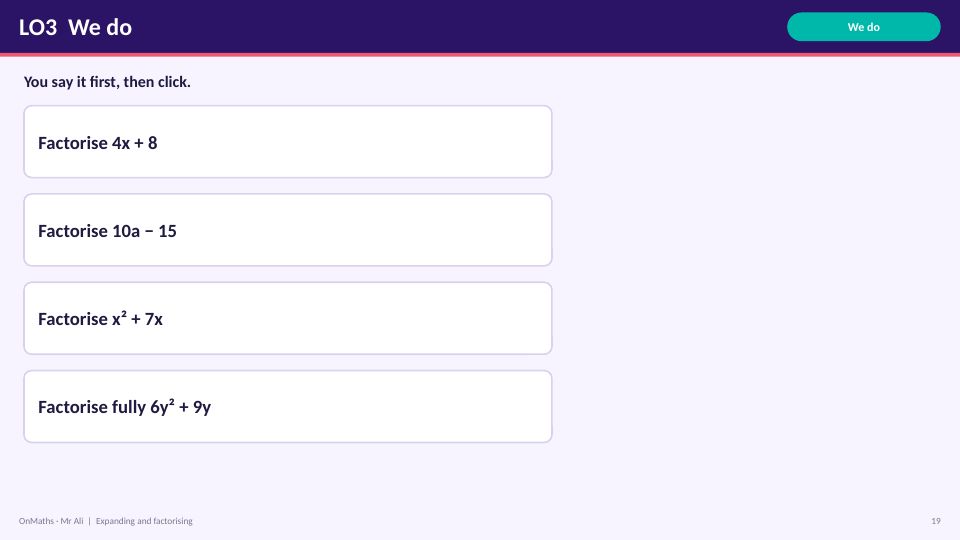 LO3  We do
We do
You say it first, then click.
Factorise 4x + 8
Factorise 10a − 15
Factorise x² + 7x
Factorise fully 6y² + 9y
OnMaths · Mr Ali  |  Expanding and factorising
19